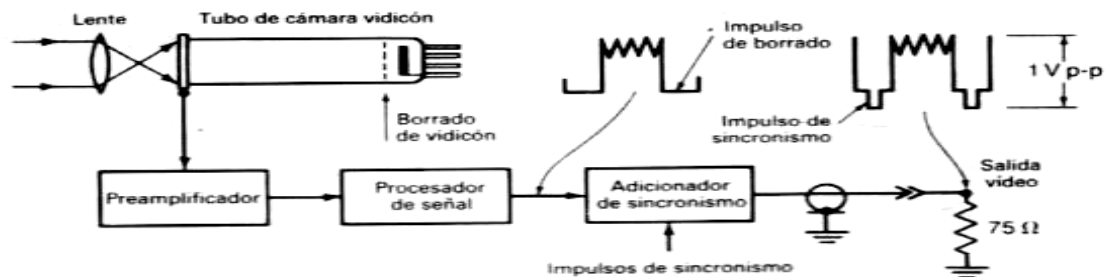 Lente
Tubo de cámara vidicón
Impulso
de borrado
1 V p-p
Borrado
de vidicón
Impulso de
sincronismo
Preamplificador
Procesador
de señal
Adicionador
de sincronismo
Salida
vídeo
75 Ω
Impulsos de sincronismo